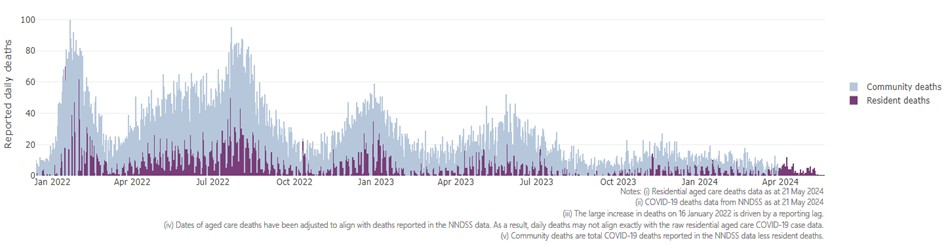 Reported daily deaths
100
80
60
40
20
0
Jan 2022 Apr 2022 Jul 2022 Oct 2022 Jan 2023 Apr 2023 Jul 2023 Oct 2023 Jan 2024 Apr 2024
Community deaths
Resident deaths
Notes: (i) Residential aged care deaths data as at 21 May 2024
(ii) COVID-19 deaths data from NNDSS as at 21 May 2024
(iii) The large increase in deaths on 16 January 2022 is driven by a reporting lag.
(iv) Dates of aged care deaths have been adjusted to align with deaths reported in the NNDSS data. As a result, daily deaths may not align exactly with the raw residential aged care COVID-19 case data.
(v) Community deaths are total COVID-19 deaths reported in the NNDSS data less resident deaths.